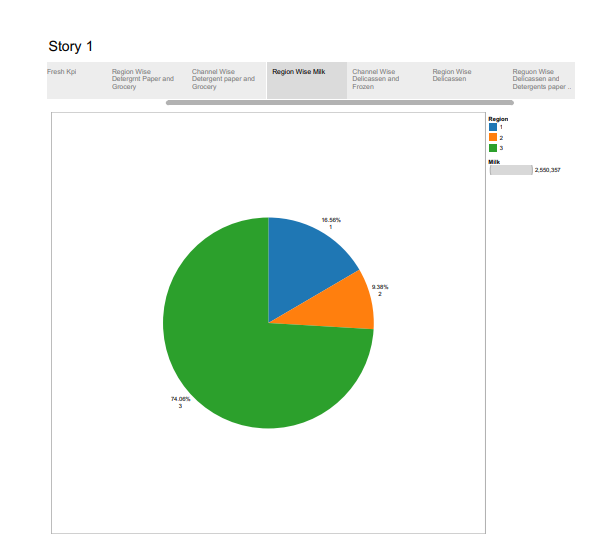 Story 1
Fresh Kpi
Region Wise
Detergrnt Paper and
Grocery
Channel Wise
Detergent paper and
Grocery
Region Wise Milk
Channel Wise
Delicassen and
Frozen
Region Wise
Delicassen
Reguon Wise
Delicassen and
Detergents paper ..
Region
1
2
3
Milk
2,550,357
16.56%
1
9.38%
2
74.06%
3